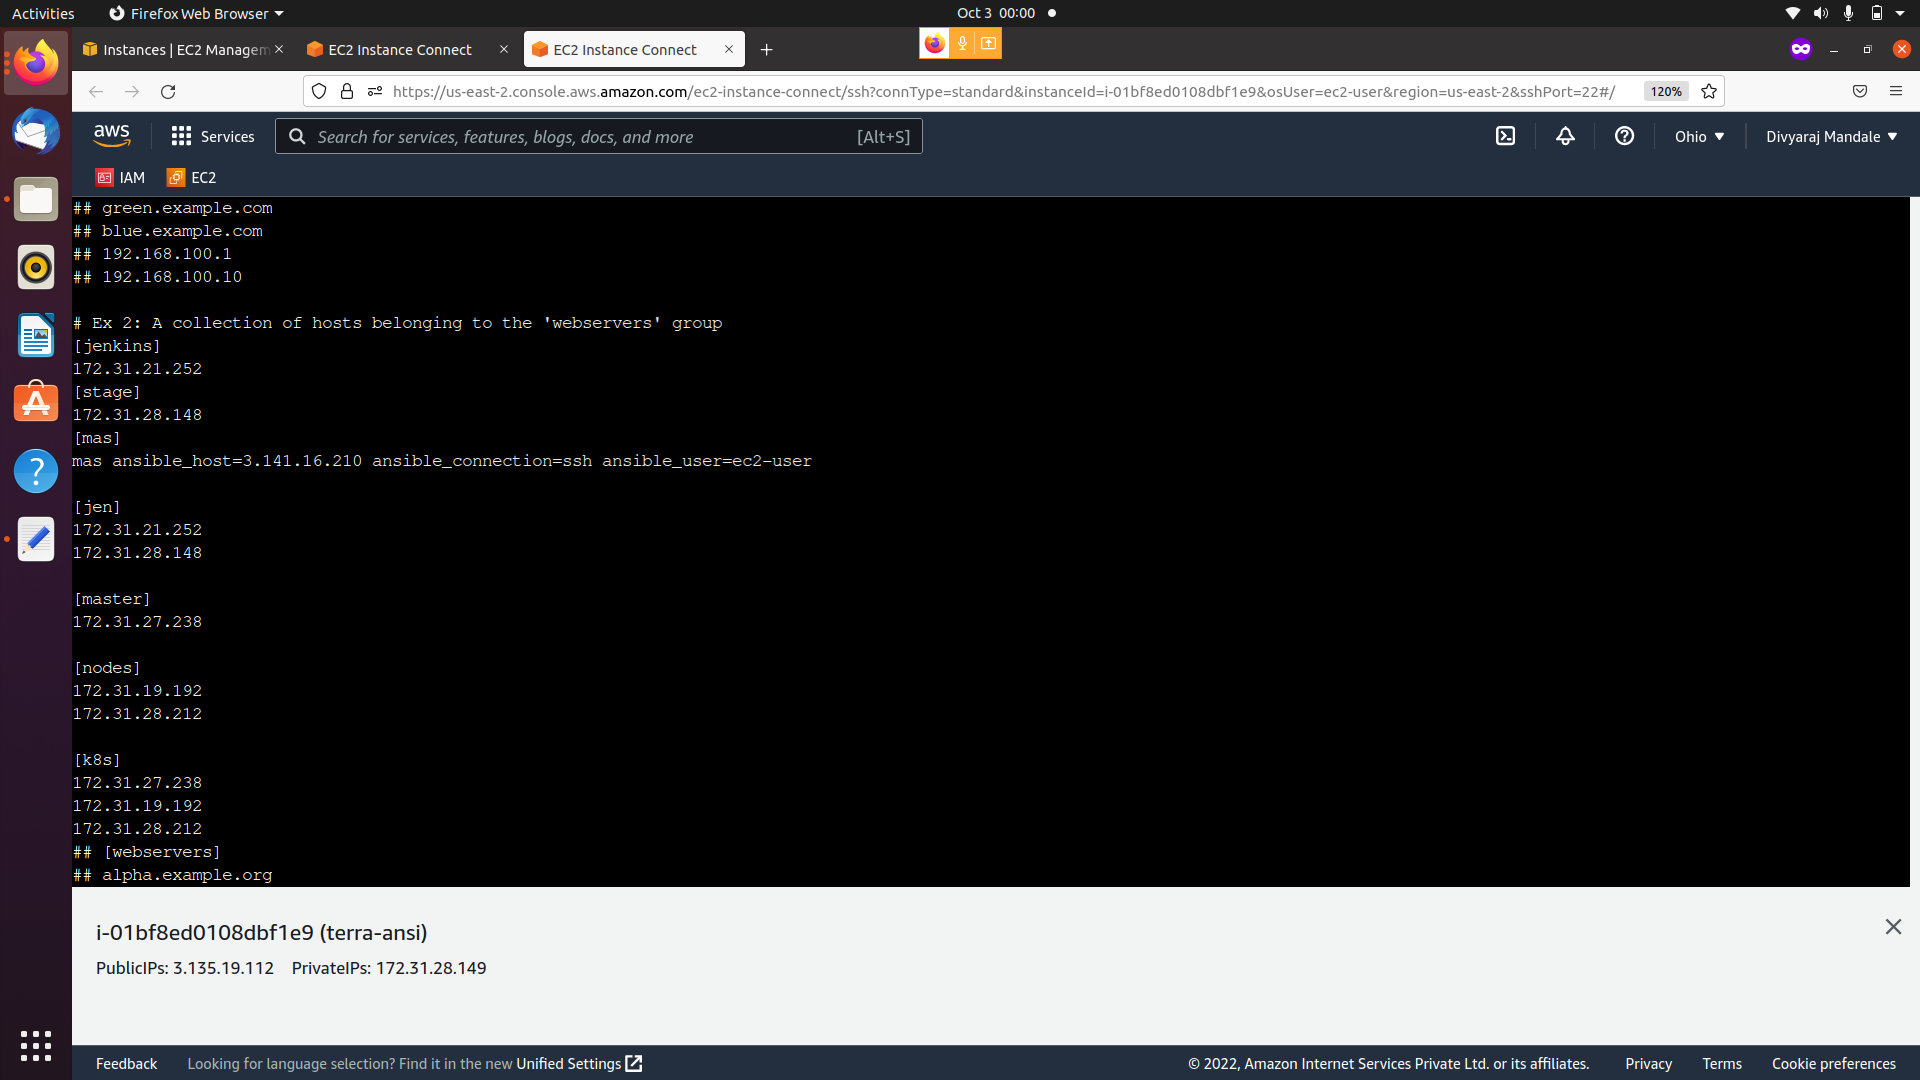 Activities
Firefox Web Browser
Oct 3 00:00
Instances | EC2 Managem
EC2 Instance Connect
EC2 Instance Connect
https://us-east-2.console.aws.amazon.com/ec2-instance-connect/ssh?connType=standard&instanceId=i-01bf8ed0108dbf1e9&osUser=ec2-user&region=us-east-2&sshPort=22#/
120%
aws
Services
Search for services, features, blogs, docs, and more
[Alt+S]
Ohio
Divyaraj Mandale
IAM
EC2
## green.example.com
## blue.example.com
## 192.168.100.1
## 192.168.100.10
# Ex 2: A collection of hosts belonging to the 'webservers' group
[jenkins]
172.31.21.252
[stage]
172.31.28.148
[mas]
mas ansible_host=3.141.16.210 ansible_connection=ssh ansible_user=ec2-user
[jen]
172.31.21.252
172.31.28.148
[master]
172.31.27.238
[nodes]
172.31.19.192
172.31.28.212
[k8s]
172.31.27.238
172.31.19.192
172.31.28.212
## [webservers]
## alpha.example.org
i-01bf8ed0108dbf1e9 (terra-ansi)
PublicIPs: 3.135.19.112 PrivateIPs: 172.31.28.149
Feedback
Looking for language selection? Find it in the new Unified Settings
© 2022, Amazon Internet Services Private Ltd. or its affiliates.
Privacy
Terms
Cookie preferences